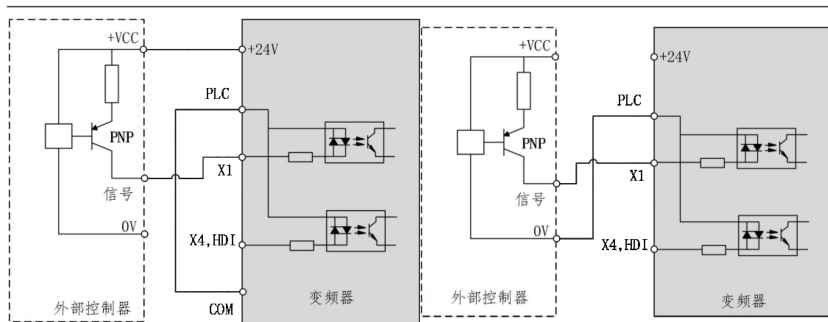 +VCC
+24V
PLC
PNP
X1
信号
0V
X4,HDI
外部控制器
变频器
COM
+VCC
+24V
PLC
PNP
X1
信号
0V
X4,HDI
外部控制器
变频器